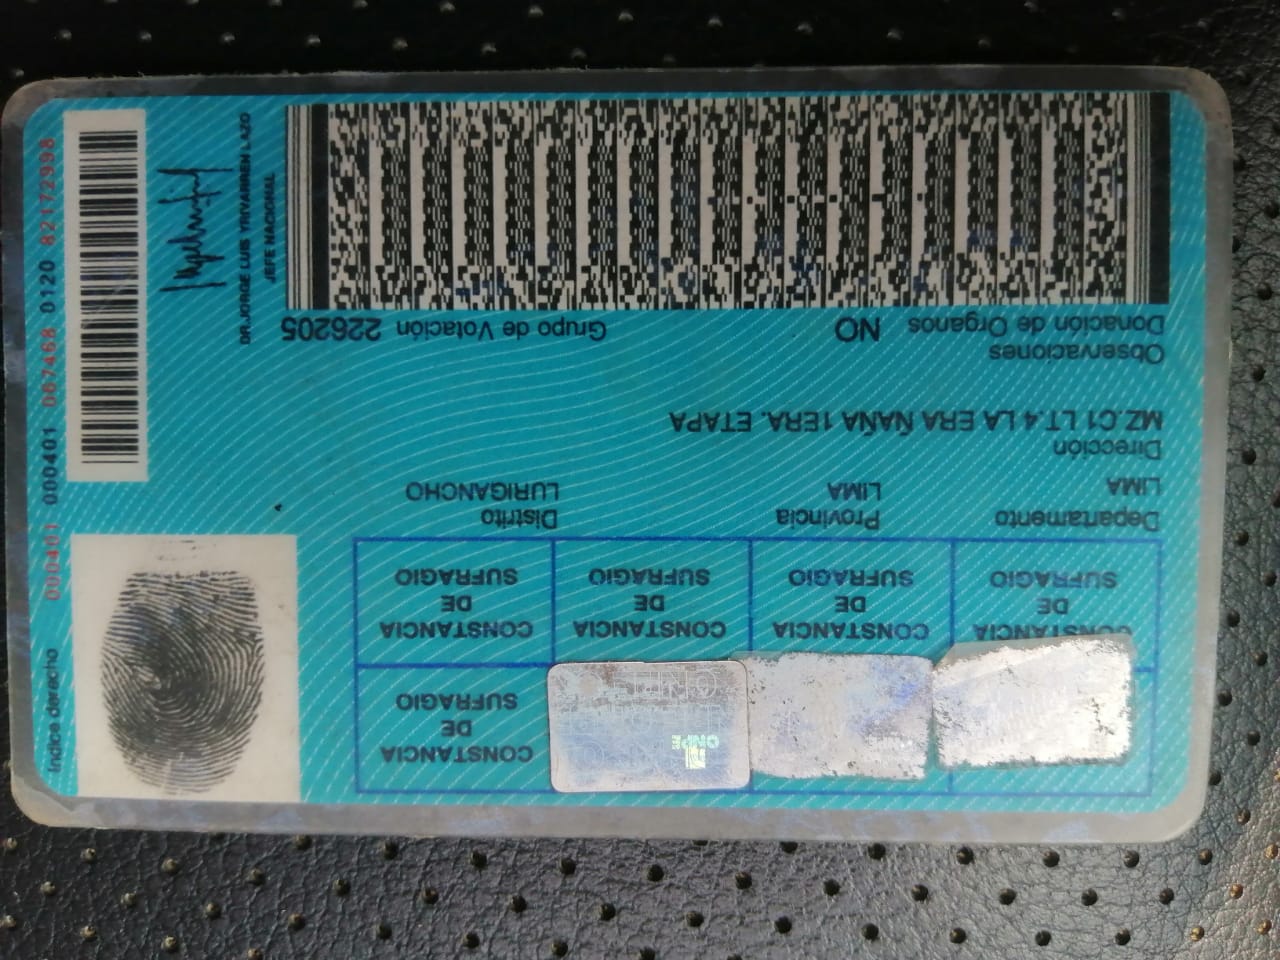 CONSTANCIA DE SUFRAGIO
CONSTANCIA DE SUFRAGIO
CONSTANCIA DE SUFRAGIO
CONSTANCIA DE SUFRAGIO
CONSTANCIA DE SUFRAGIO
ONPE
Departamento Provincia Distrito
LIMA LIMA LURIGANCHO
Dirección
MZ.C1 LT.4 LA ERA ÑAÑA 1ERA. ETAPA
Observaciones
Donación de Organos NO Grupo de Votación 226205
Indice derecho 000401 000401 067468 0120 82172998
DR. JORGE LUIS YRIVARREN LAZO
JEFE NACIONAL